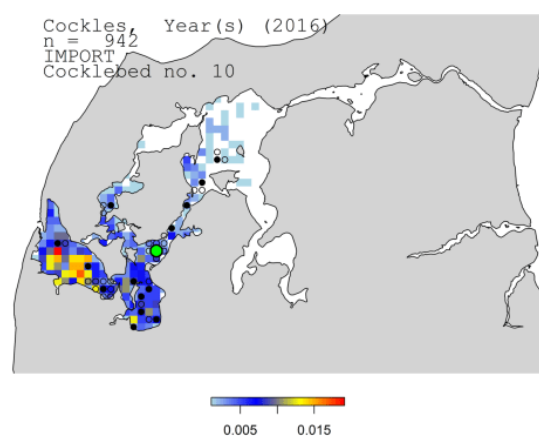 Cockles, Year(s) (2016)
n = 942
IMPORT
Cocklebed no. 10
0.005 0.015